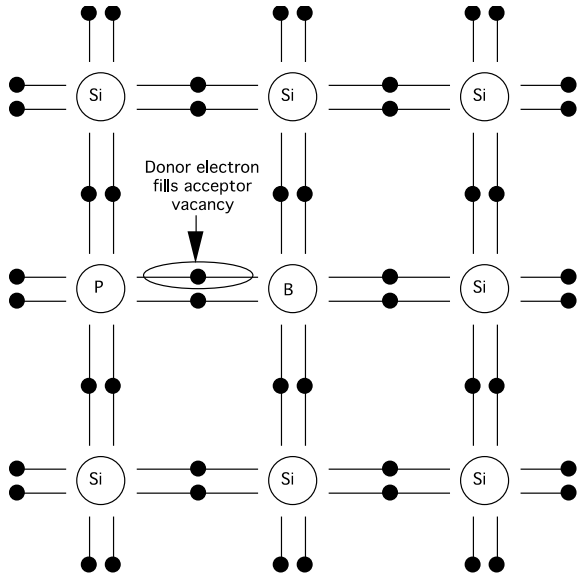 Si Si Si
Donor electron
fills acceptor
vacancy
P B Si
Si Si Si